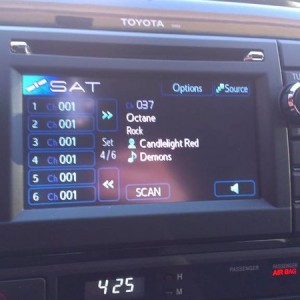 TOYOTA
SAT
Options
Source
1 Ch 001
2 Ch 001
3 Ch 001
4 Ch 001
5 Ch 001
6 Ch 001
Set
4/6
Ch 037
Octane
Rock
Candlelight Red
Demons
SCAN
4:25
H
M
PASSENGER
PASSENGER
AIR BAG